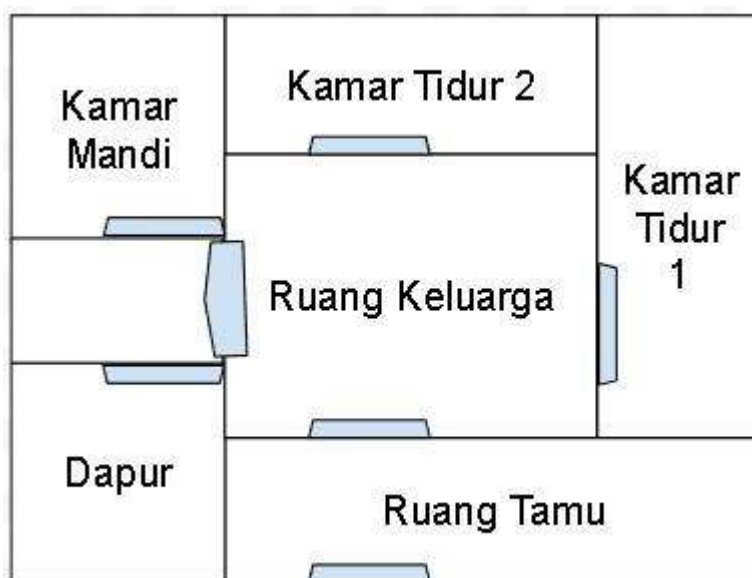 Kamar
Mandi
Kamar Tidur 2
Kamar
Tidur
1
Ruang Keluarga
Dapur
Ruang Tamu